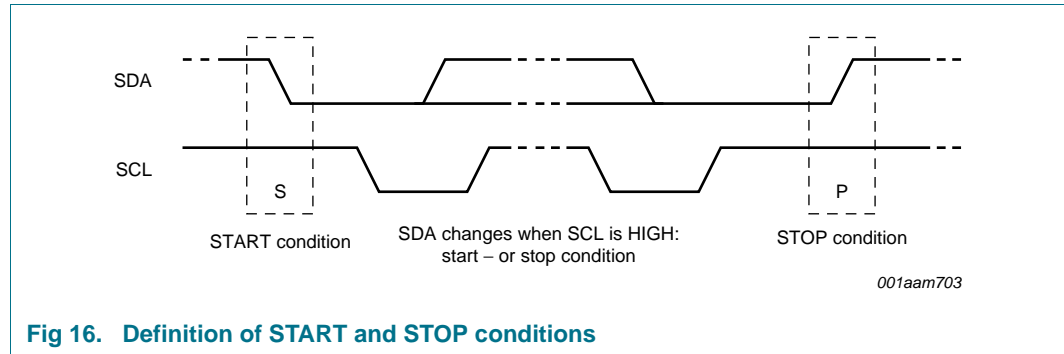 SDA
SCL
S
P
START condition
SDA changes when SCL is HIGH:
start – or stop condition
STOP condition
001aam703
Fig 16. Definition of START and STOP conditions